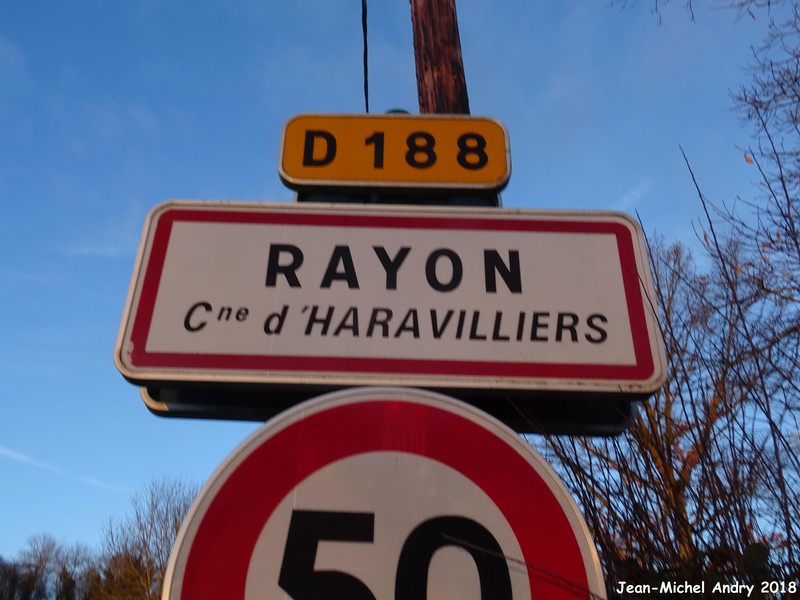 D 188
RAYON
Cne d'HARAVILLIERS
50
Jean-Michel Andry 2018